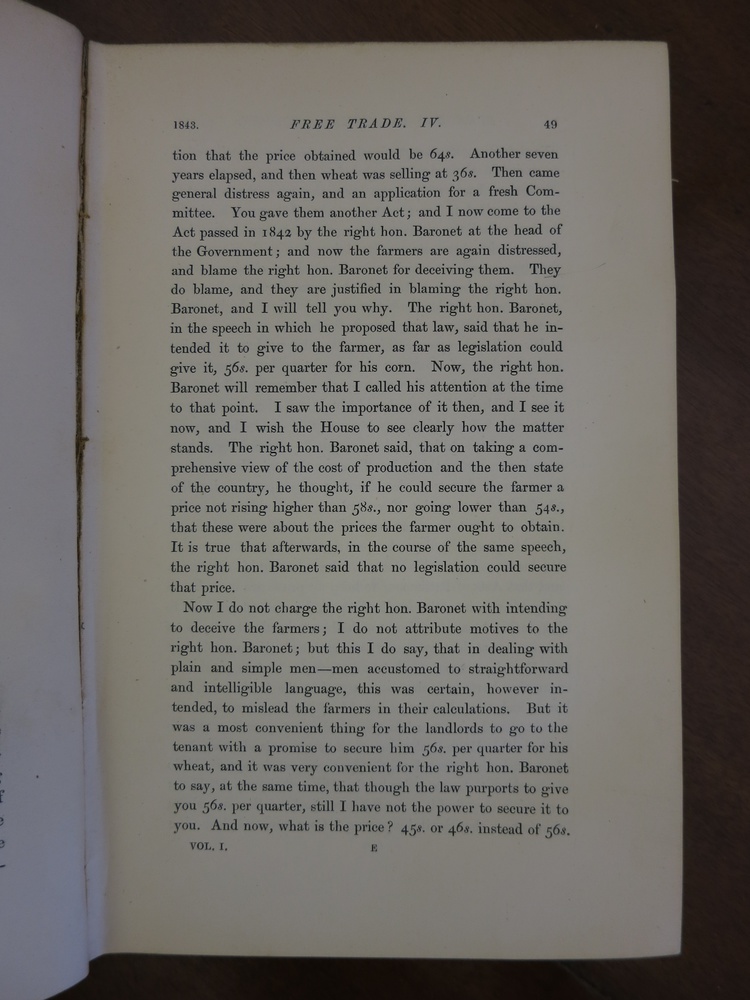 1843. FREE TRADE. IV. 49
tion that the price obtained would be 64s. Another seven
years elapsed, and then wheat was selling at 36s. Then came
general distress again, and an application for a fresh Com-
mittee. You gave them another Act; and I now come to the
Act passed in 1842 by the right hon. Baronet at the head of
the Government; and now the farmers are again distressed,
and blame the right hon. Baronet for deceiving them. They
do blame, and they are justified in blaming the right hon.
Baronet, and I will tell you why. The right hon. Baronet,
in the speech in which he proposed that law, said that he in-
tended it to give to the farmer, as far as legislation could
give it, 56s. per quarter for his corn. Now, the right hon.
Baronet will remember that I called his attention at the time
to that point. I saw the importance of it then, and I see it
now, and I wish the House to see clearly how the matter
stands. The right hon. Baronet said, that on taking a com-
prehensive view of the cost of production and the then state
of the country, he thought, if he could secure the farmer a
price not rising higher than 58s., nor going lower than 54s.,
that these were about the prices the farmer ought to obtain.
It is true that afterwards, in the course of the same speech,
the right hon. Baronet said that no legislation could secure
that price.
Now I do not charge the right hon. Baronet with intending
to deceive the farmers; I do not attribute motives to the
right hon. Baronet; but this I do say, that in dealing with
plain and simple men—men accustomed to straightforward
and intelligible language, this was certain, however in-
tended, to mislead the farmers in their calculations. But it
was a most convenient thing for the landlords to go to the
tenant with a promise to secure him 56s. per quarter for his
wheat, and it was very convenient for the right hon. Baronet
to say, at the same time, that though the law purports to give
you 56s. per quarter, still I have not the power to secure it to
you. And now, what is the price? 45s. or 46s. instead of 56s.
VOL. I. E